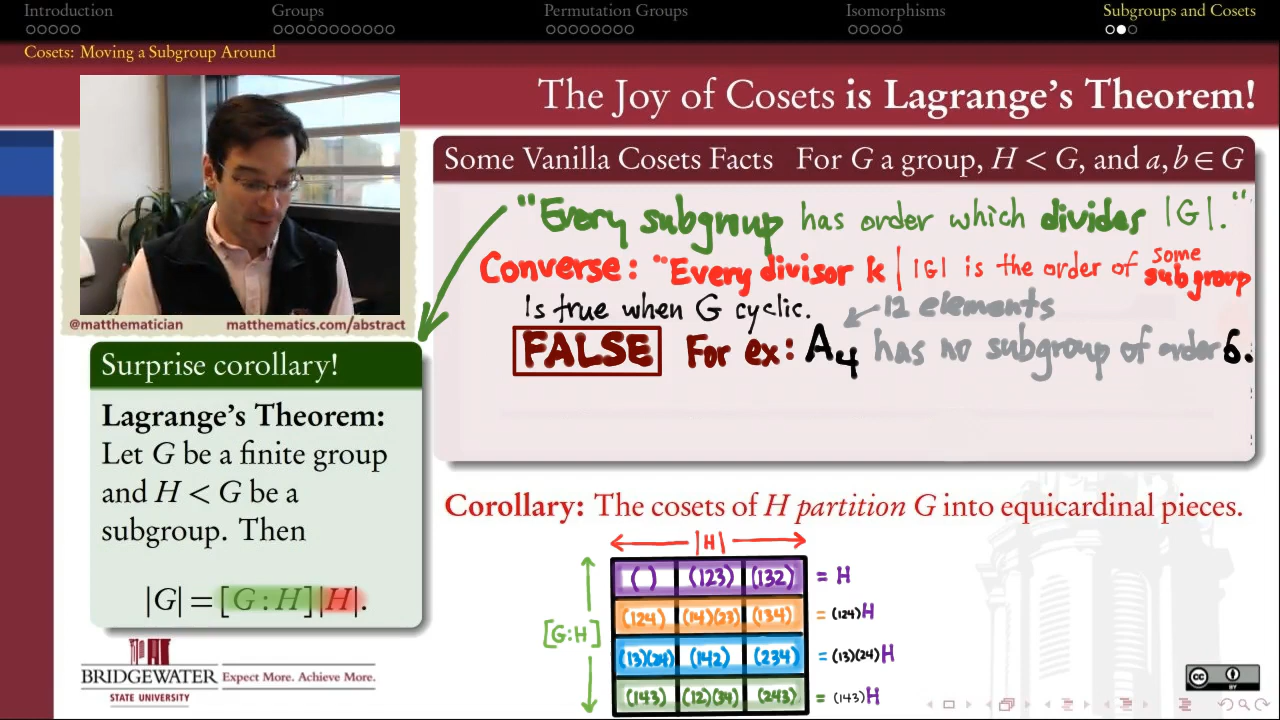 Introduction Groups Permutation Groups Isomorphisms Subgroups and Cosets
Cosets: Moving a Subgroup Around
The Joy of Cosets is Lagrange's Theorem!
Some Vanilla Cosets Facts For G a group, H < G, and a, b ∈ G
"Every subgroup has order which divides |G|."
Converse: "Every divisor k | |G| is the order of some subgroup
Is true when G cyclic.
12 elements
FALSE For ex: A₄ has no subgroup of order 6.
@matthematician matthematics.com/abstract
Surprise corollary!
Lagrange's Theorem:
Let G be a finite group
and H < G be a
subgroup. Then
|G| = [G : H]|H|.
Corollary: The cosets of H partition G into equicardinal pieces.
|H|
( ) (123) (132) = H
(124) (14)(23) (134) = (124)H
[G:H]
(13)(24) (142) (234) = (13)(24)H
(143) (12)(34) (243) = (143)H
BRIDGEWATER
STATE UNIVERSITY
Expect More. Achieve More.
CC BY